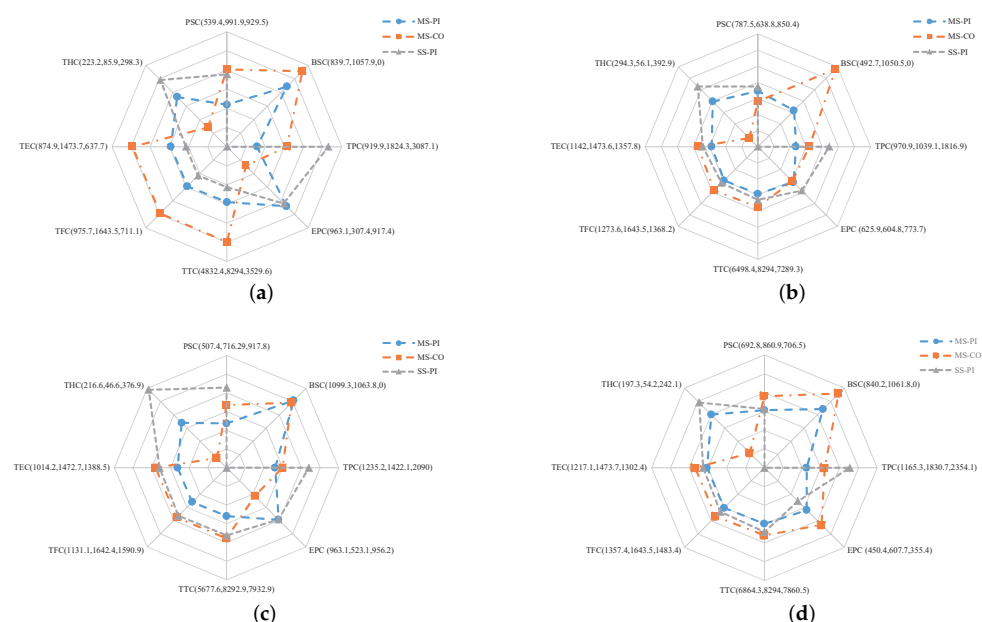 PSC(539.4,991.9,929.5)
MS-PI
MS-CO
SS-PI
THC(223.2,85.9,298.3)
BSC(839.7,1057.9,0)
TEC(874.9,1473.7,637.7)
TPC(919.9,1824.3,3087.1)
TFC(975.7,1643.5,711.1)
EPC(963.1,307.4,917.4)
TTC(4832.4,8294,3529.6)
(a)
PSC(787.5,638.8,850.4)
MS-PI
MS-CO
SS-PI
THC(294.3,56.1,392.9)
BSC(492.7,1050.5,0)
TEC(1142,1473.6,1357.8)
TPC(970.9,1039.1,1816.9)
TFC(1273.6,1643.5,1368.2)
EPC (625.9,604.8,773.7)
TTC(6498.4,8294,7289.3)
(b)
PSC(507.4,716.29,917.8)
MS-PI
MS-CO
SS-PI
THC(216.6,46.6,376.9)
BSC(1099.3,1063.8,0)
TEC(1014.2,1472.7,1388.5)
TPC(1235.2,1422.1,2090)
TFC(1131.1,1642.4,1590.9)
EPC (963.1,523.1,956.2)
TTC(5677.6,8292.9,7932.9)
(c)
PSC(692.8,860.9,706.5)
MS-PI
MS-CO
SS-PI
THC(197.3,54.2,242.1)
BSC(840.2,1061.8,0)
TEC(1217.1,1473.7,1302.4)
TPC(1165.3,1830.7,2354.1)
TFC(1357.4,1643.5,1483.4)
EPC (450.4,607.7,355.4)
TTC(6864.3,8294,7860.5)
(d)